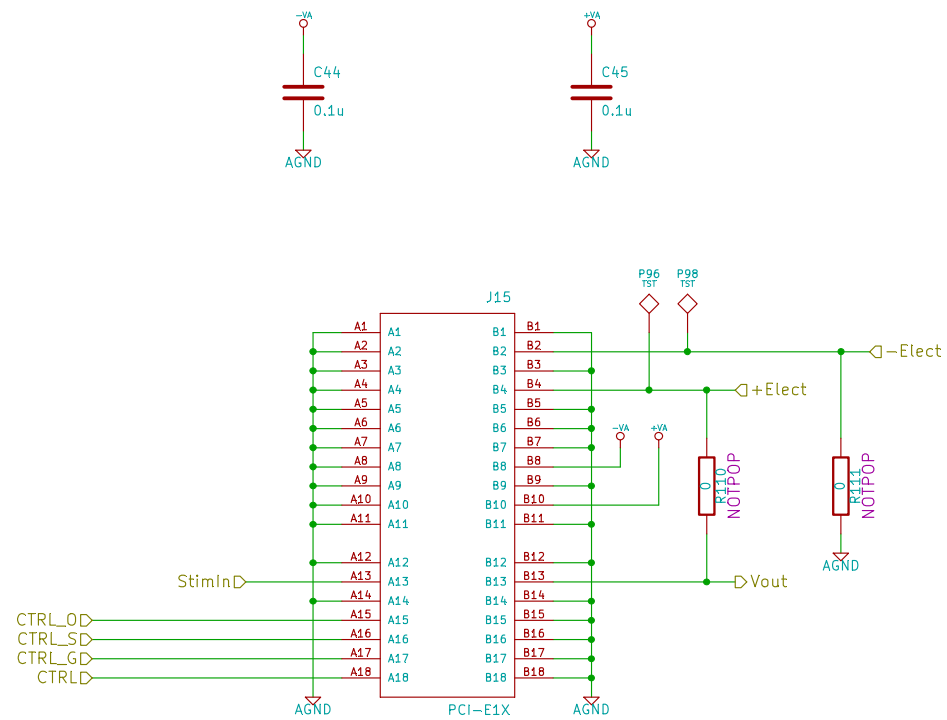 -VA
+VA
C44
C45
0.1u
0.1u
AGND
AGND
P96
TST
P98
TST
J15
A1 A1 B1 B1
A2 A2 B2 B2
-Elect
A3 A3 B3 B3
A4 A4 B4 B4
+Elect
A5 A5 B5 B5
A6 A6 B6 B6
-VA
+VA
A7 A7 B7 B7
A8 A8 B8 B8
A9 A9 B9 B9
0
R110
NOTPOP
0
R111
NOTPOP
A10 A10 B10 B10
A11 A11 B11 B11
A12 A12 B12 B12
AGND
StimIn
A13 A13 B13 B13
Vout
A14 A14 B14 B14
CTRL_O
A15 A15 B15 B15
CTRL_S
A16 A16 B16 B16
CTRL_G
A17 A17 B17 B17
CTRL
A18 A18 B18 B18
AGND
PCI-E1X
AGND